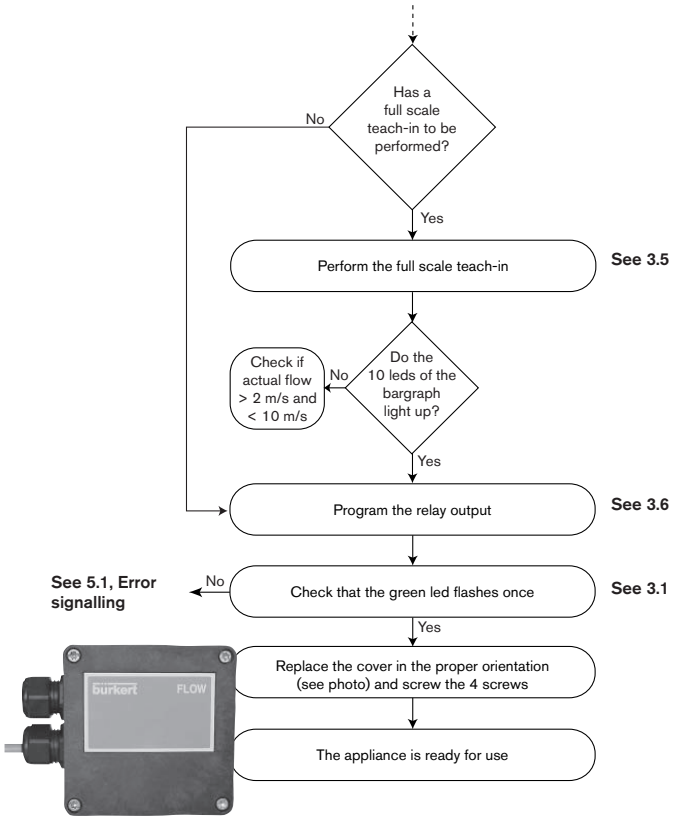 Has a
full scale
teach-in to be
performed?
No
Yes
Perform the full scale teach-in
See 3.5
Do the
10 leds of the
bargraph
light up?
No
Check if
actual flow
> 2 m/s and
< 10 m/s
Yes
Program the relay output
See 3.6
Check that the green led flashes once
See 3.1
No
See 5.1, Error
signalling
Yes
Replace the cover in the proper orientation
(see photo) and screw the 4 screws
burkert
FLOW
The appliance is ready for use